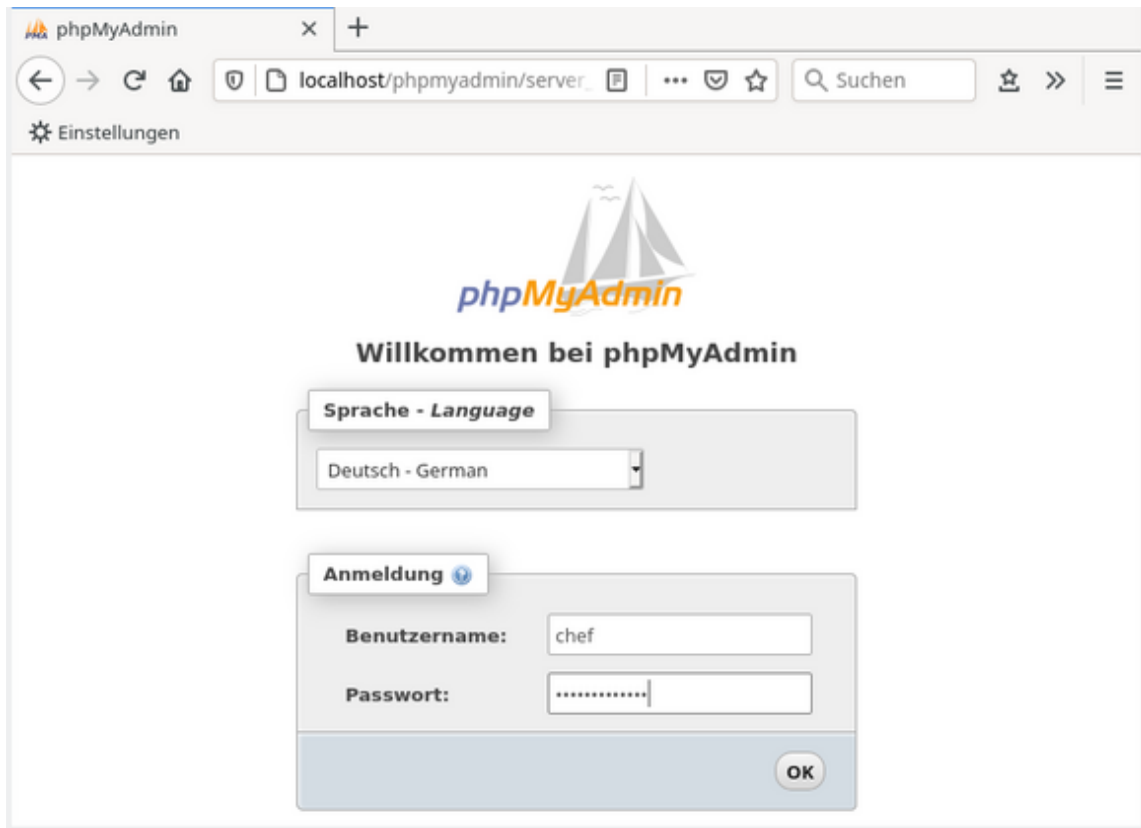 phpMyAdmin
localhost/phpmyadmin/server_
Suchen
Einstellungen
phpMyAdmin
Willkommen bei phpMyAdmin
Sprache - Language
Deutsch - German
Anmeldung
Benutzername: chef
Passwort: •••••••••••••
OK